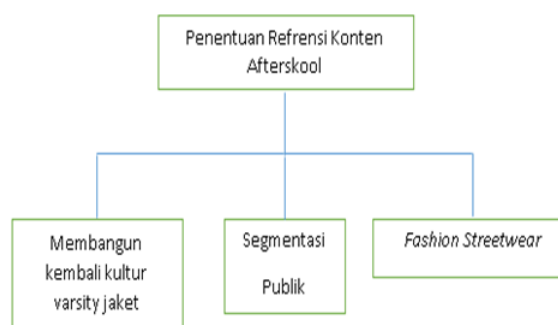 Penentuan Refrensi Konten
Afterskool
Membangun
kembali kultur
varsity jaket
Segmentasi
Publik
Fashion Streetwear